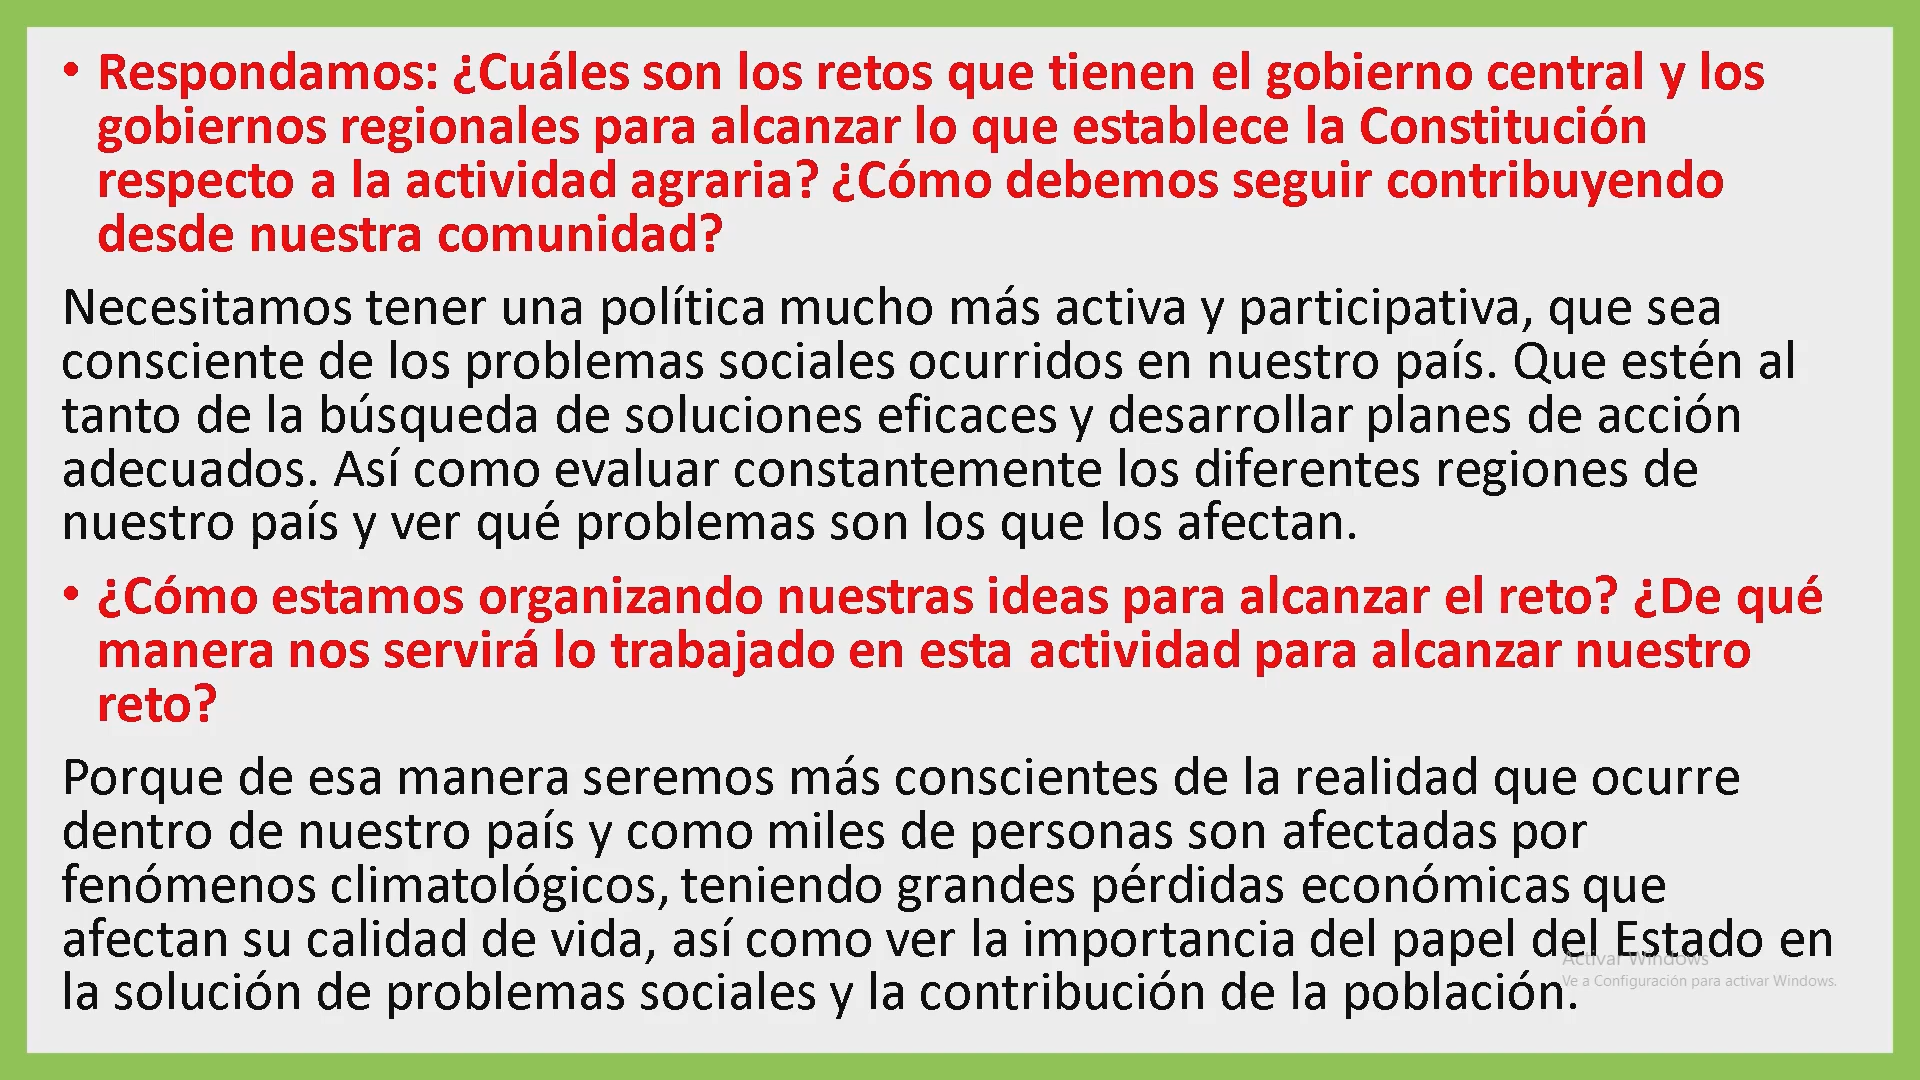 • Respondamos: ¿Cuáles son los retos que tienen el gobierno central y los
gobiernos regionales para alcanzar lo que establece la Constitución
respecto a la actividad agraria? ¿Cómo debemos seguir contribuyendo
desde nuestra comunidad?
Necesitamos tener una política mucho más activa y participativa, que sea
consciente de los problemas sociales ocurridos en nuestro país. Que estén al
tanto de la búsqueda de soluciones eficaces y desarrollar planes de acción
adecuados. Así como evaluar constantemente los diferentes regiones de
nuestro país y ver qué problemas son los que los afectan.
• ¿Cómo estamos organizando nuestras ideas para alcanzar el reto? ¿De qué
manera nos servirá lo trabajado en esta actividad para alcanzar nuestro
reto?
Porque de esa manera seremos más conscientes de la realidad que ocurre
dentro de nuestro país y como miles de personas son afectadas por
fenómenos climatológicos, teniendo grandes pérdidas económicas que
afectan su calidad de vida, así como ver la importancia del papel del Estado en
la solución de problemas sociales y la contribución de la población.
Activar Windows
Ve a Configuración para activar Windows.